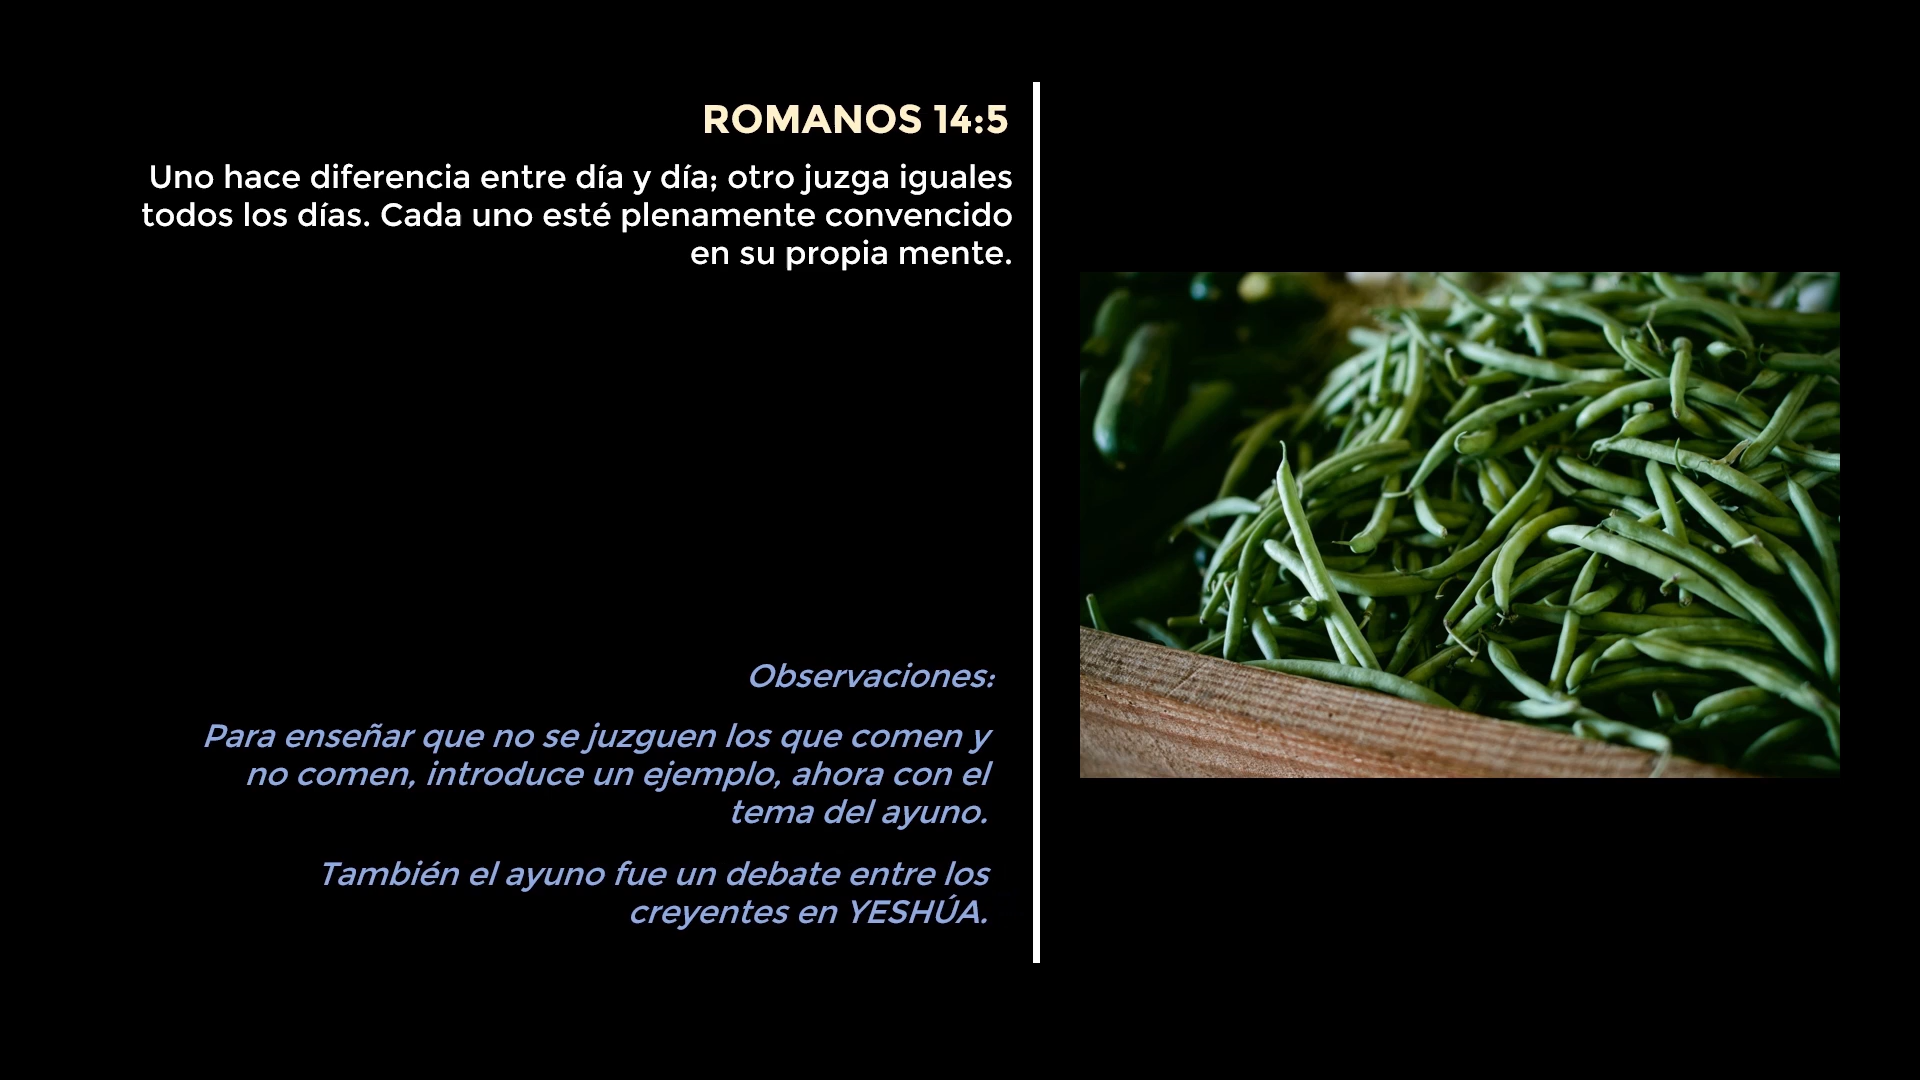 ROMANOS 14:5
Uno hace diferencia entre día y día; otro juzga iguales
todos los días. Cada uno esté plenamente convencido
en su propia mente.
Observaciones:
Para enseñar que no se juzguen los que comen y
no comen, introduce un ejemplo, ahora con el
tema del ayuno.
También el ayuno fue un debate entre los
creyentes en YESHÚA.